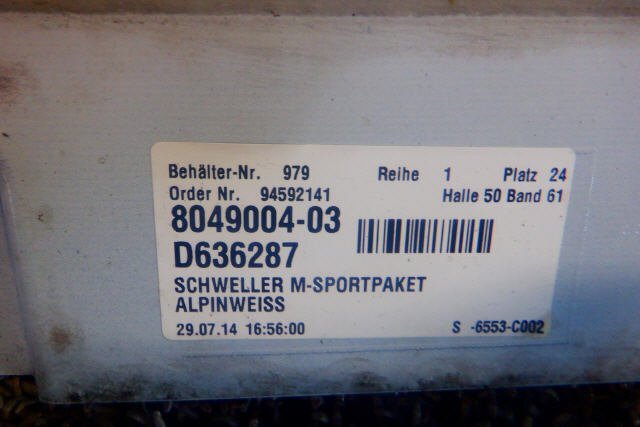 Behälter-Nr. 979 Reihe 1 Platz 24
Order Nr. 94592141 Halle 50 Band 61
8049004-03
D636287
SCHWELLER M-SPORTPAKET
ALPINWEISS
29.07.14 16:56:00 S -6553-C002